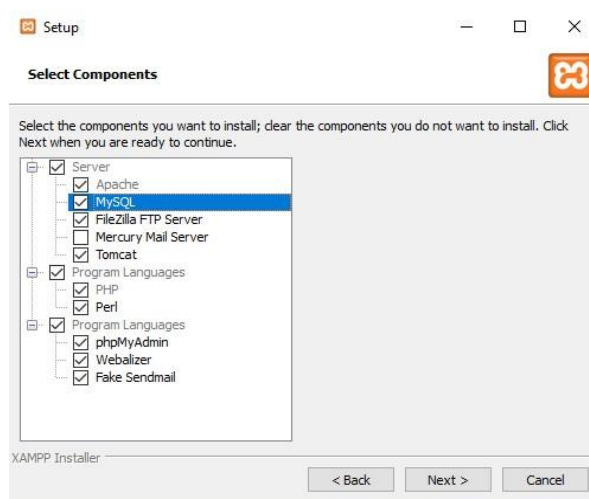 Setup
Select Components
Select the components you want to install; clear the components you do not want to install. Click
Next when you are ready to continue.
Server
Apache
MySQL
FileZilla FTP Server
Mercury Mail Server
Tomcat
Program Languages
PHP
Perl
Program Languages
phpMyAdmin
Webalizer
Fake Sendmail
XAMPP Installer
< Back Next > Cancel